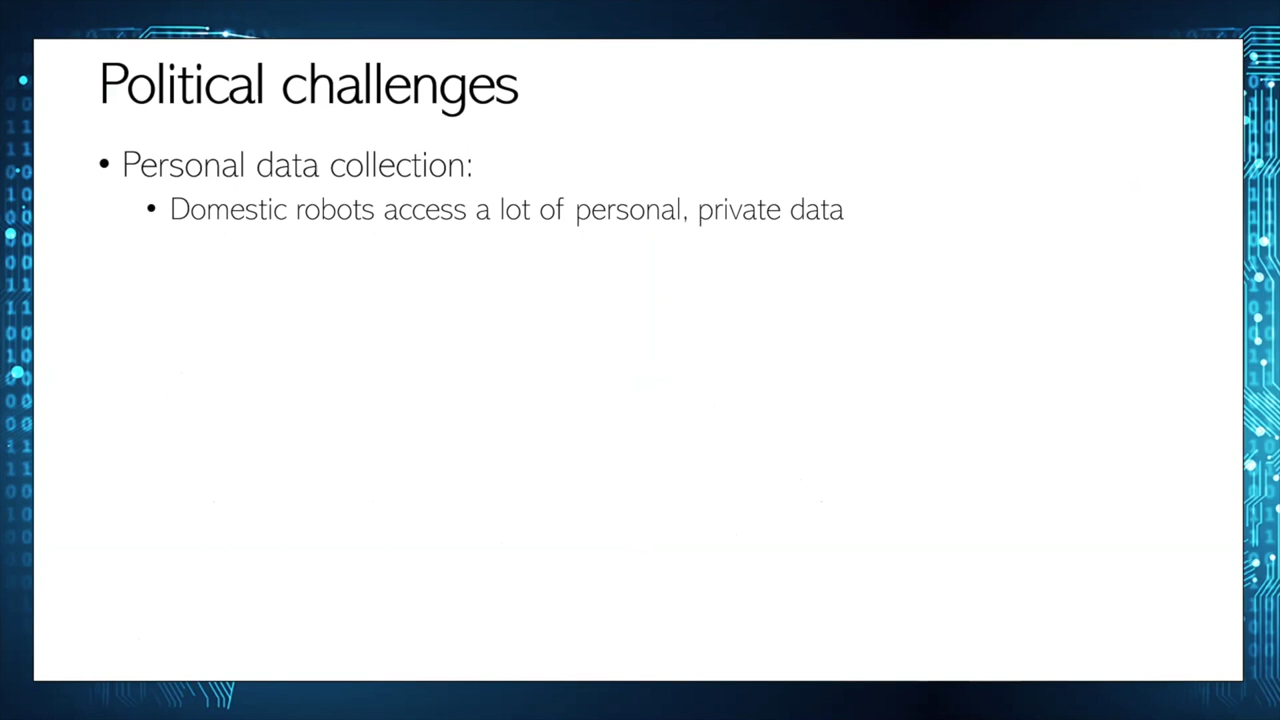 Political challenges
• Personal data collection:
• Domestic robots access a lot of personal, private data